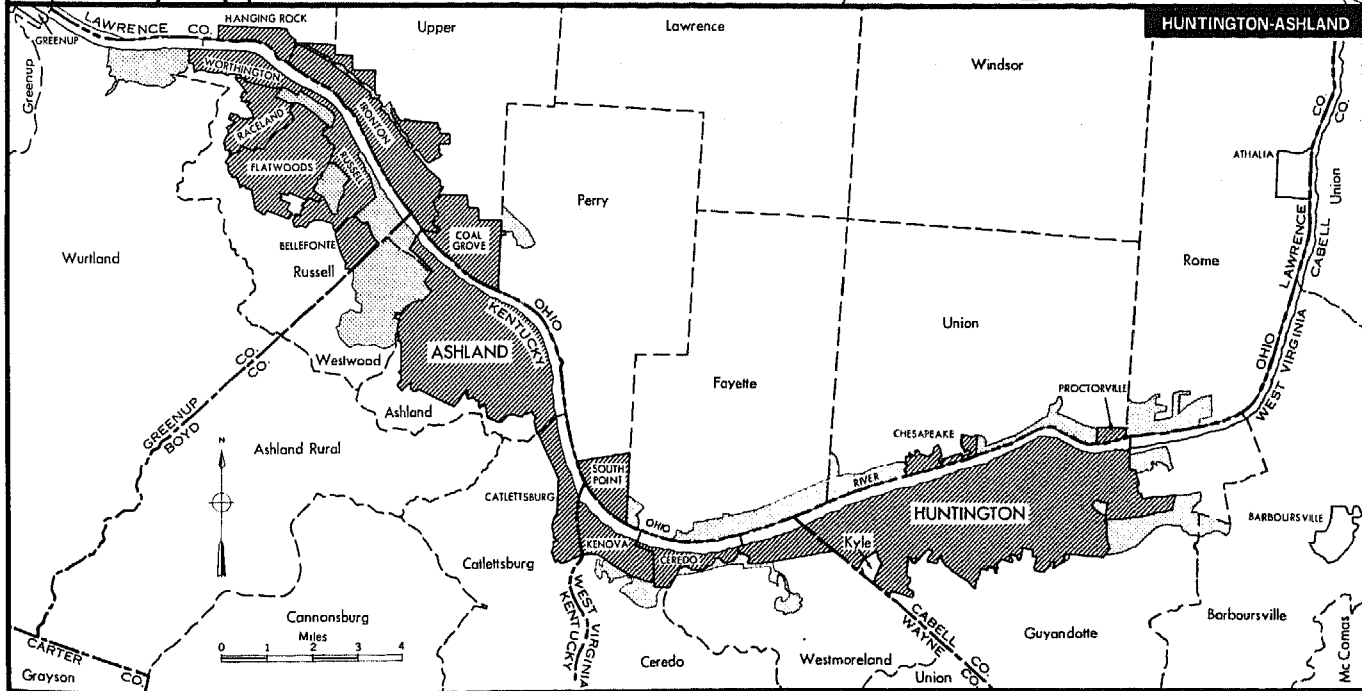 HUNTINGTON-ASHLAND
LAWRENCE CO.
HANGING ROCK
Upper
Lawrence
Windsor
GREENUP
Greenup
WORTHINGTON
IRONTON
RACELAND
RUSSELL
FLATWOODS
CO.
CO.
ATHALIA
Union
Perry
COAL
GROVE
BELLEFONTE
Wurtland
Russell
Rome
LAWRENCE
CABELL
OHIO
KENTUCKY
Union
OHIO
WEST VIRGINIA
ASHLAND
Westwood
CO.
CO.
GREENUP
BOYD
Fayette
Ashland
PROCTORVILLE
CHESAPEAKE
Ashland Rural
N
SOUTH
POINT
RIVER
CATLETTSBURG
HUNTINGTON
BARBOURSVILLE
OHIO
KENOVA
CEREDO
Kyle
Catlettsburg
WEST VIRGINIA
KENTUCKY
CABELL CO.
WAYNE CO.
Guyandotte
Barboursville
Cannonsburg
Miles
0 1 2 3 4
CARTER
CO.
Grayson
Ceredo
Westmoreland
Union
Mc Comas